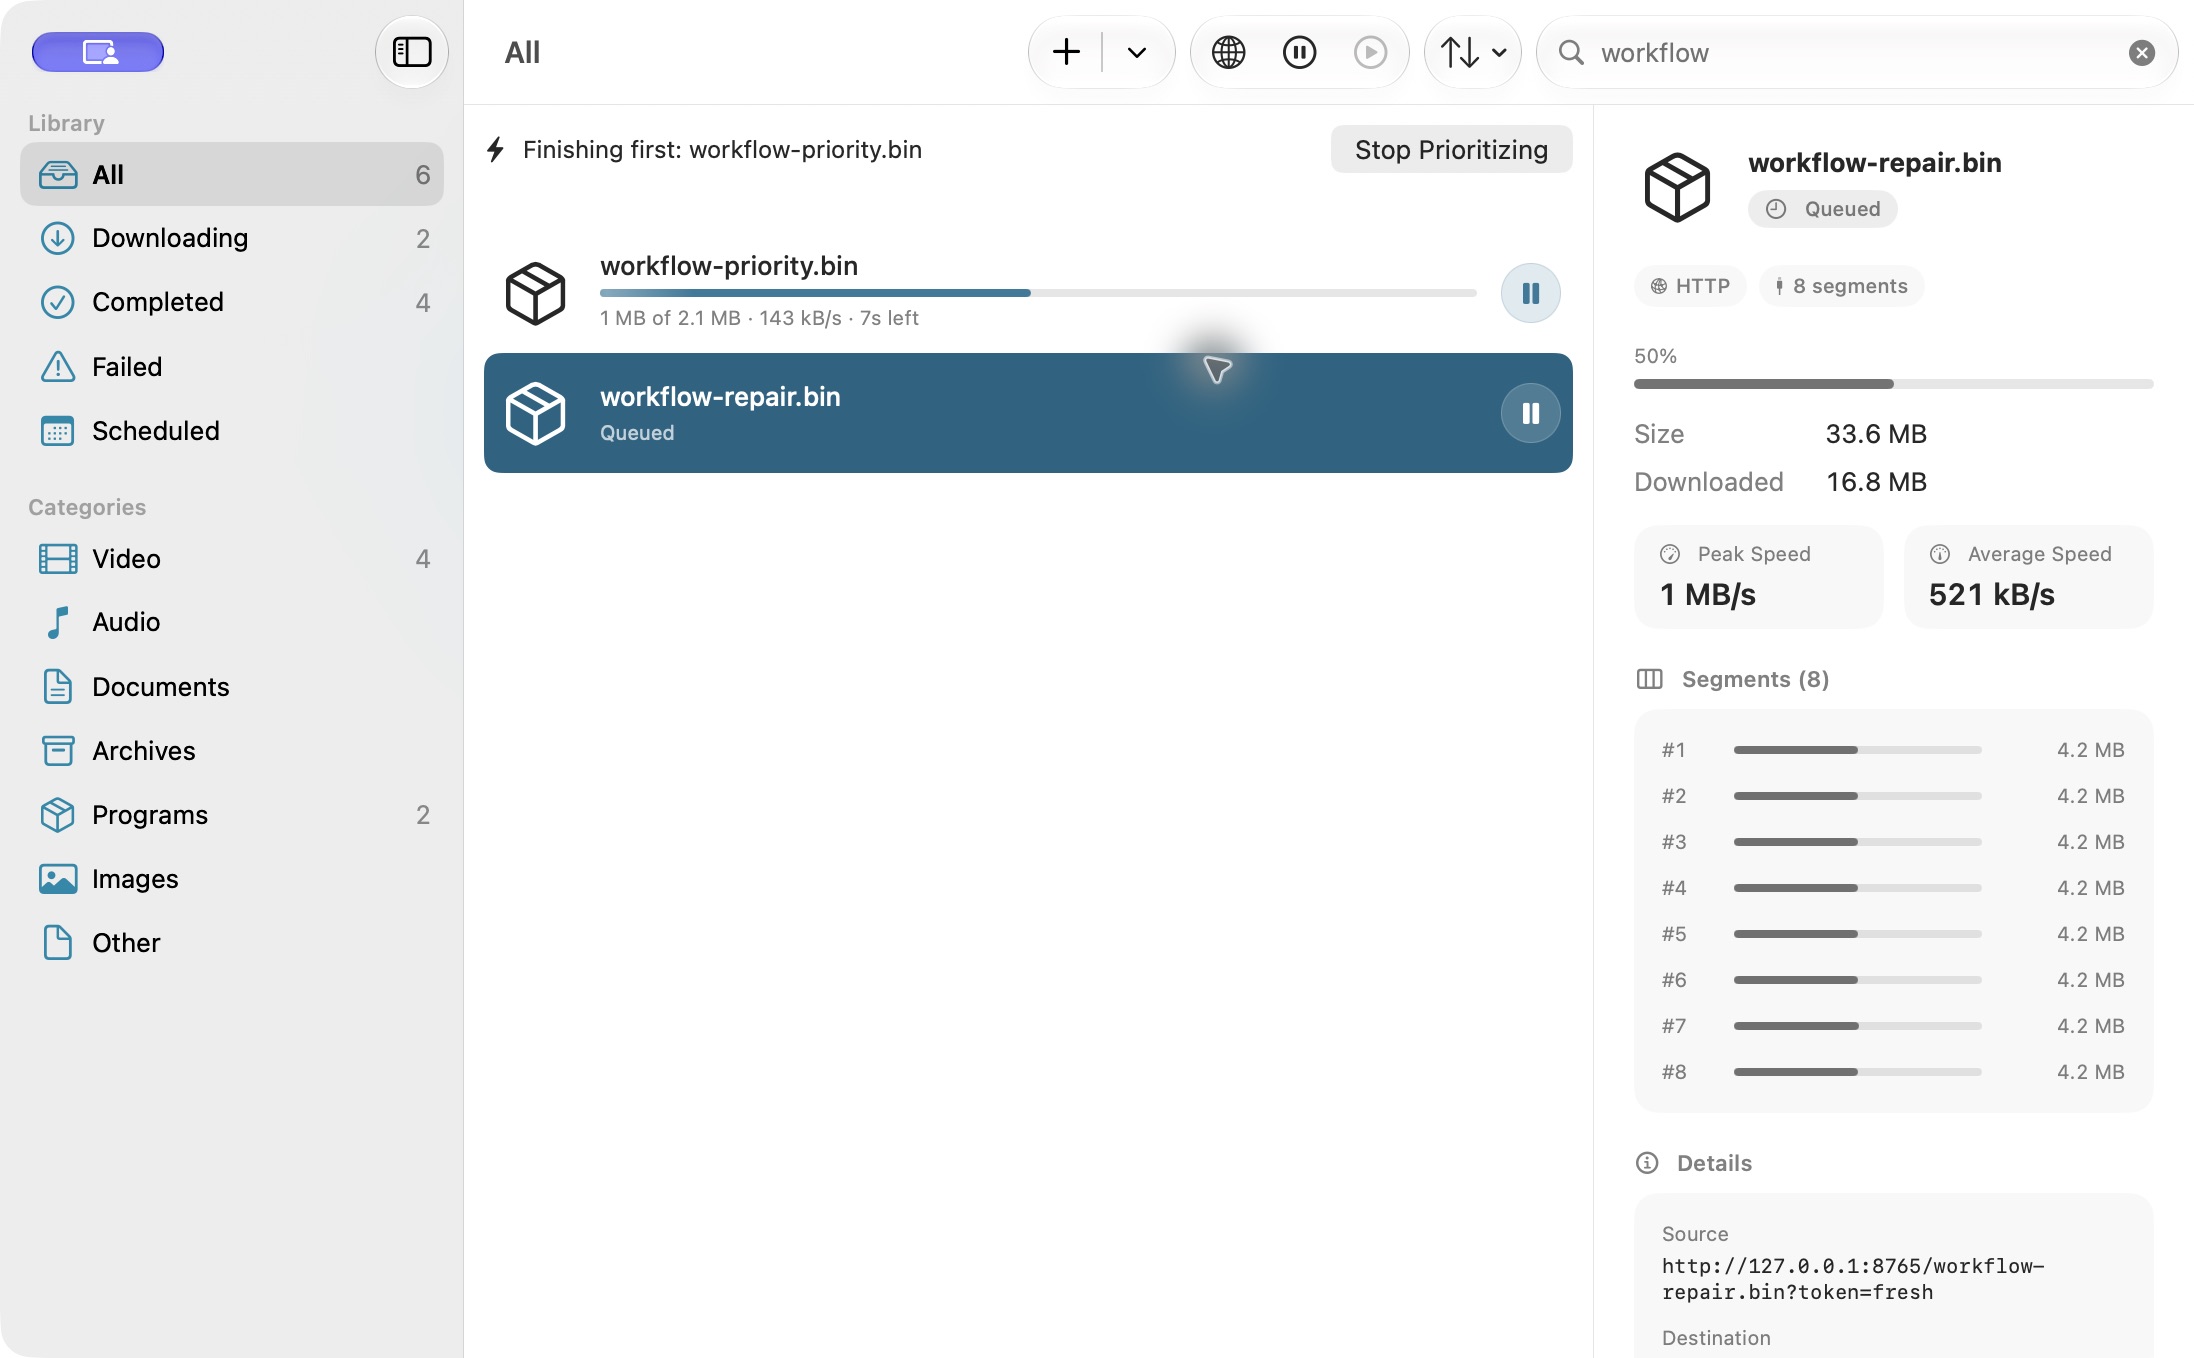 Library
All 6
Downloading 2
Completed 4
Failed
Scheduled
Categories
Video 4
Audio
Documents
Archives
Programs 2
Images
Other
All
workflow
Finishing first: workflow-priority.bin
Stop Prioritizing
workflow-priority.bin
1 MB of 2.1 MB · 143 kB/s · 7s left
workflow-repair.bin
Queued
workflow-repair.bin
Queued
HTTP
8 segments
50%
Size 33.6 MB
Downloaded 16.8 MB
Peak Speed
1 MB/s
Average Speed
521 kB/s
Segments (8)
#1 4.2 MB
#2 4.2 MB
#3 4.2 MB
#4 4.2 MB
#5 4.2 MB
#6 4.2 MB
#7 4.2 MB
#8 4.2 MB
Details
Source
http://127.0.0.1:8765/workflow-
repair.bin?token=fresh
Destination